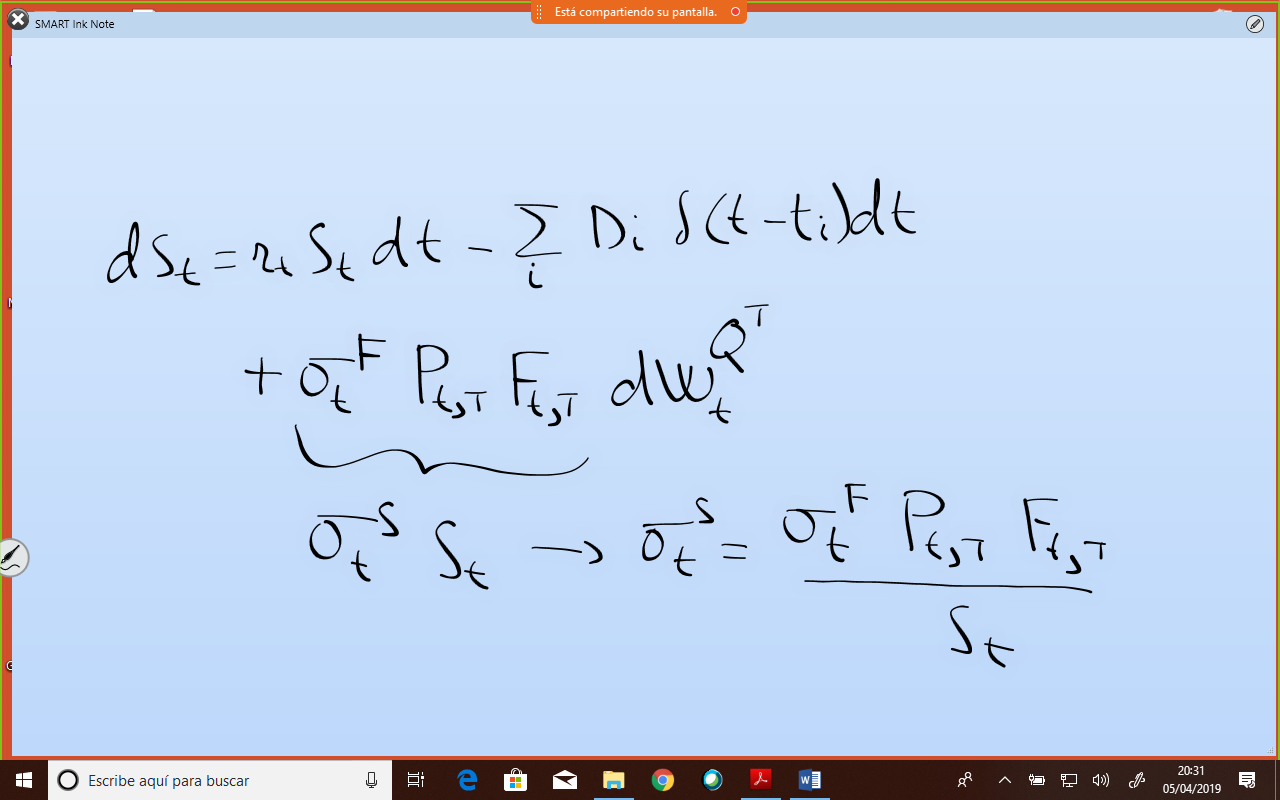 Está compartiendo su pantalla.
SMART Ink Note
dS_t = r_t S_t dt - Σ_i D_i δ(t-t_i)dt
+ σ_t^F P_{t,T} F_{t,T} dW_t^{Q^T}
σ_t^S S_t → σ_t^S = σ_t^F P_{t,T} F_{t,T} / S_t
Escribe aquí para buscar
20:31
05/04/2019